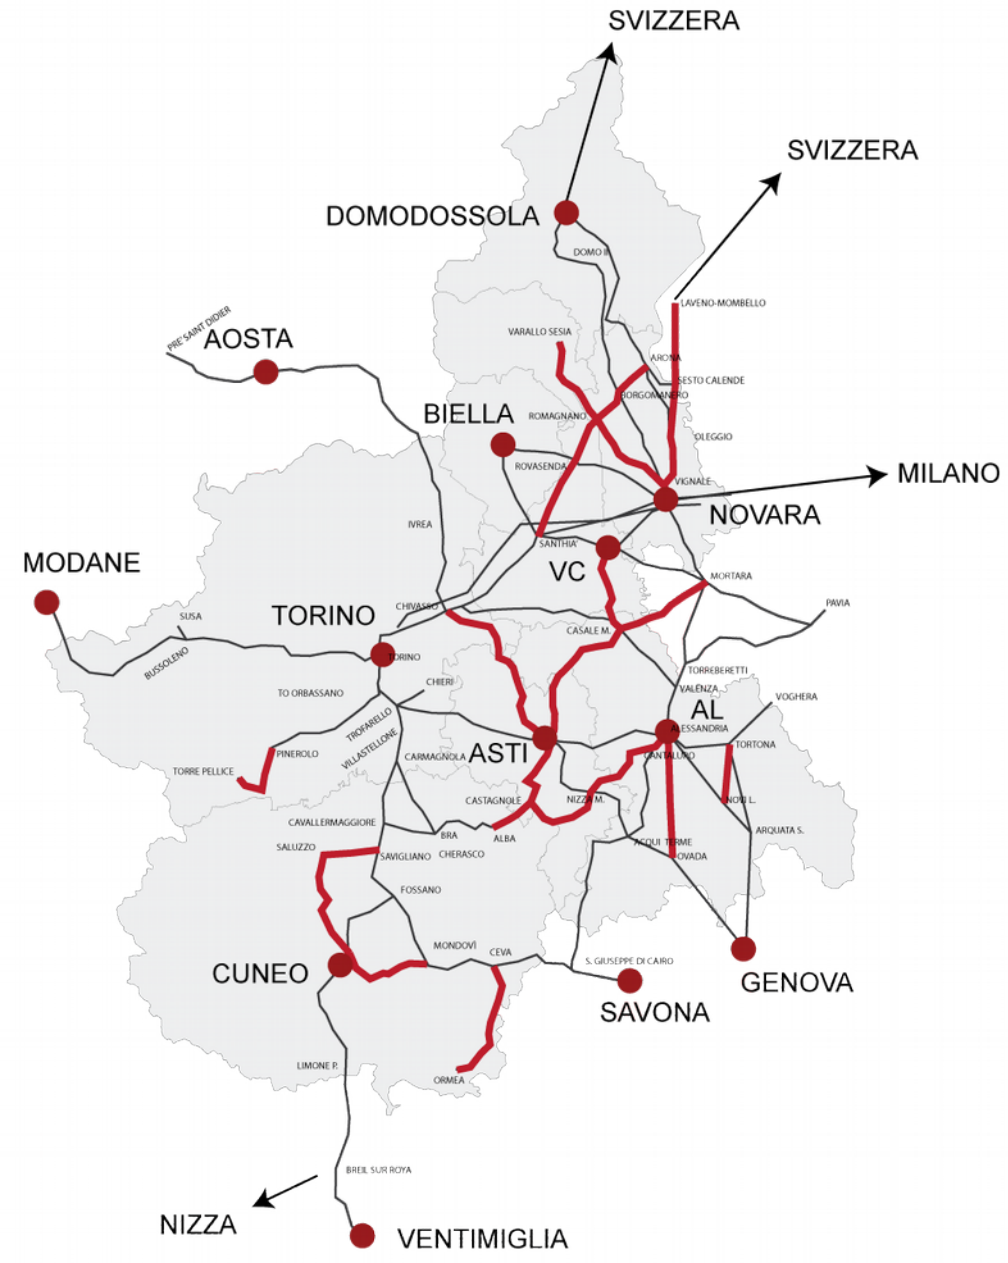 SVIZZERA
SVIZZERA
DOMODOSSOLA
DOMO II
LAVENO-MOMBELLO
PRE' SAINT DIDIER
AOSTA
VARALLO SESIA
ARONA
SESTO CALENDE
BORGOMANERO
BIELLA
ROMAGNANO
OLEGGIO
ROVASENDA
VIGNALE
MILANO
NOVARA
IVREA
SANTHIA'
VC
MODANE
MORTARA
CHIVASSO
PAVIA
TORINO
SUSA
CASALE M.
BUSSOLENO
TORINO
TORREBERETTI
CHIERI
VALENZA
TO ORBASSANO
VOGHERA
AL
TROFARELLO
ALESSANDRIA
VILLASTELLONE
TORTONA
PINEROLO
CARMAGNOLA
ASTI
CANTALUPO
TORRE PELLICE
CASTAGNOLE
NIZZA M.
NOVI L.
CAVALLERMAGGIORE
BRA
ALBA
ARQUATA S.
SALUZZO
SAVIGLIANO
CHERASCO
ACQUI TERME
OVADA
FOSSANO
MONDOVÌ
CEVA
S. GIUSEPPE DI CAIRO
CUNEO
GENOVA
SAVONA
LIMONE P.
ORMEA
BREIL SUR ROYA
NIZZA
VENTIMIGLIA